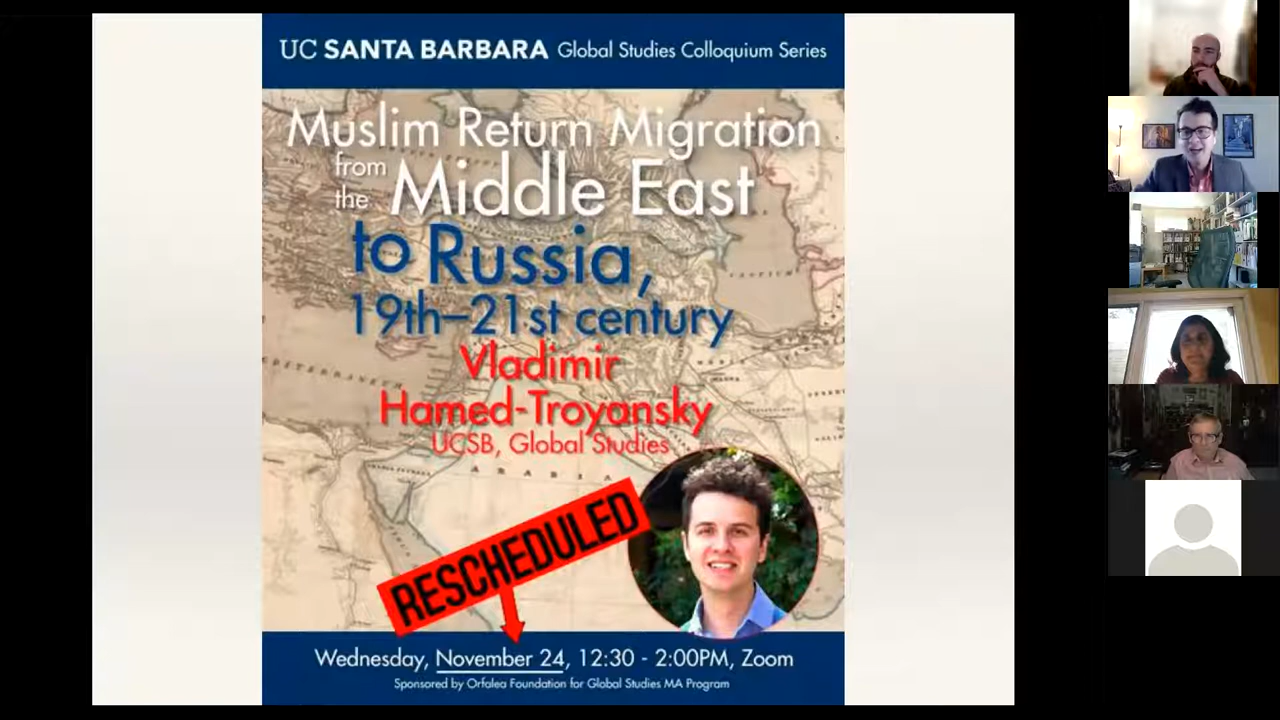 UC SANTA BARBARA Global Studies Colloquium Series
Muslim Return Migration
from the Middle East
to Russia,
19th–21st century
Vladimir
Hamed-Troyansky
UCSB, Global Studies
ARABIA
RESCHEDULED
Wednesday, November 24, 12:30 - 2:00PM, Zoom
Sponsored by Orfalea Foundation for Global Studies MA Program